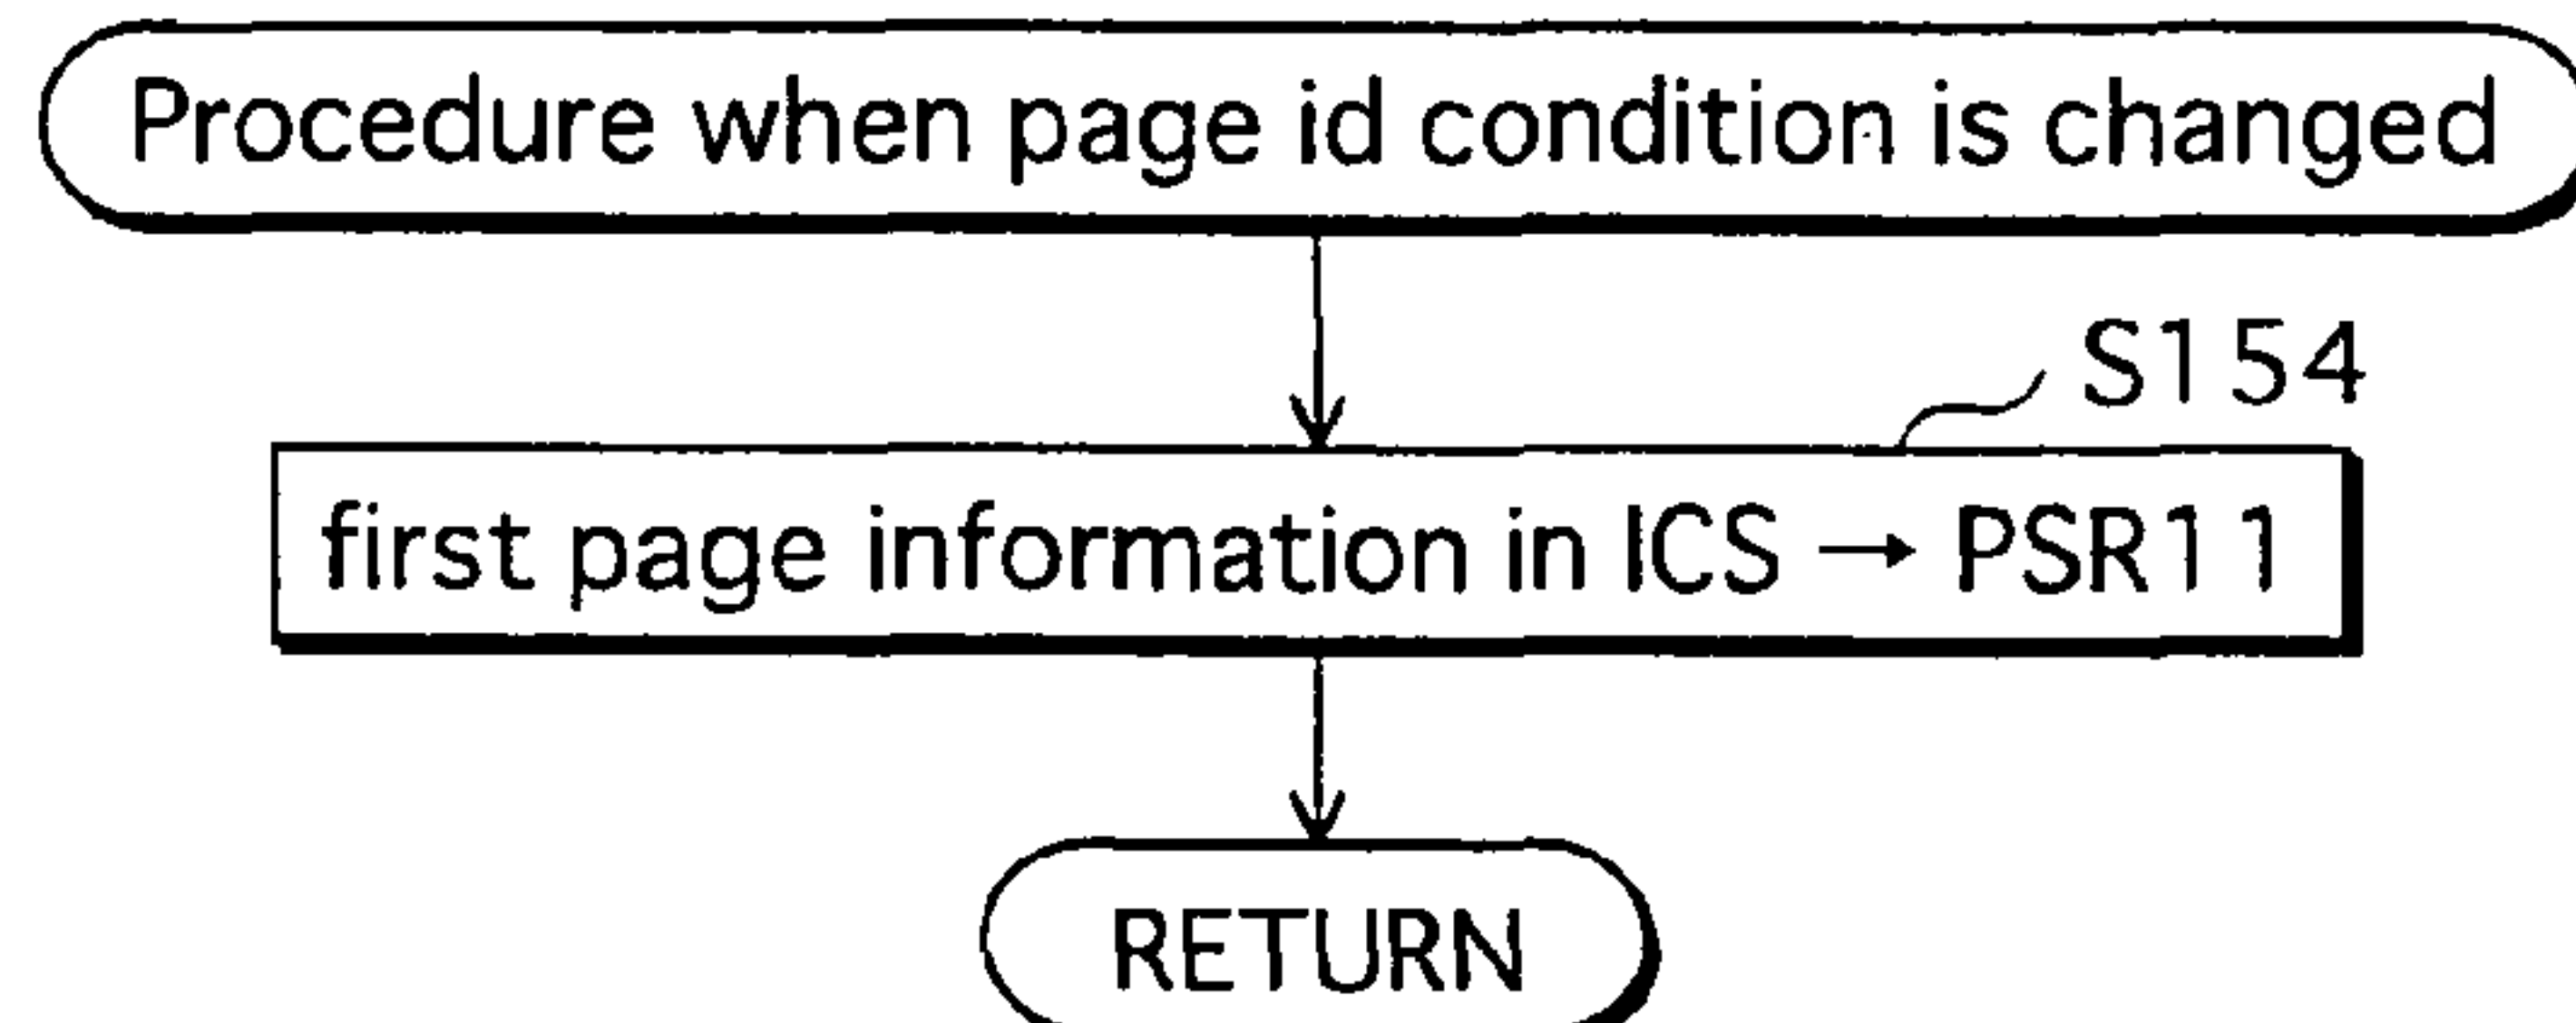 Procedure when page id condition is changed
S154
first page information in ICS → PSR11
RETURN